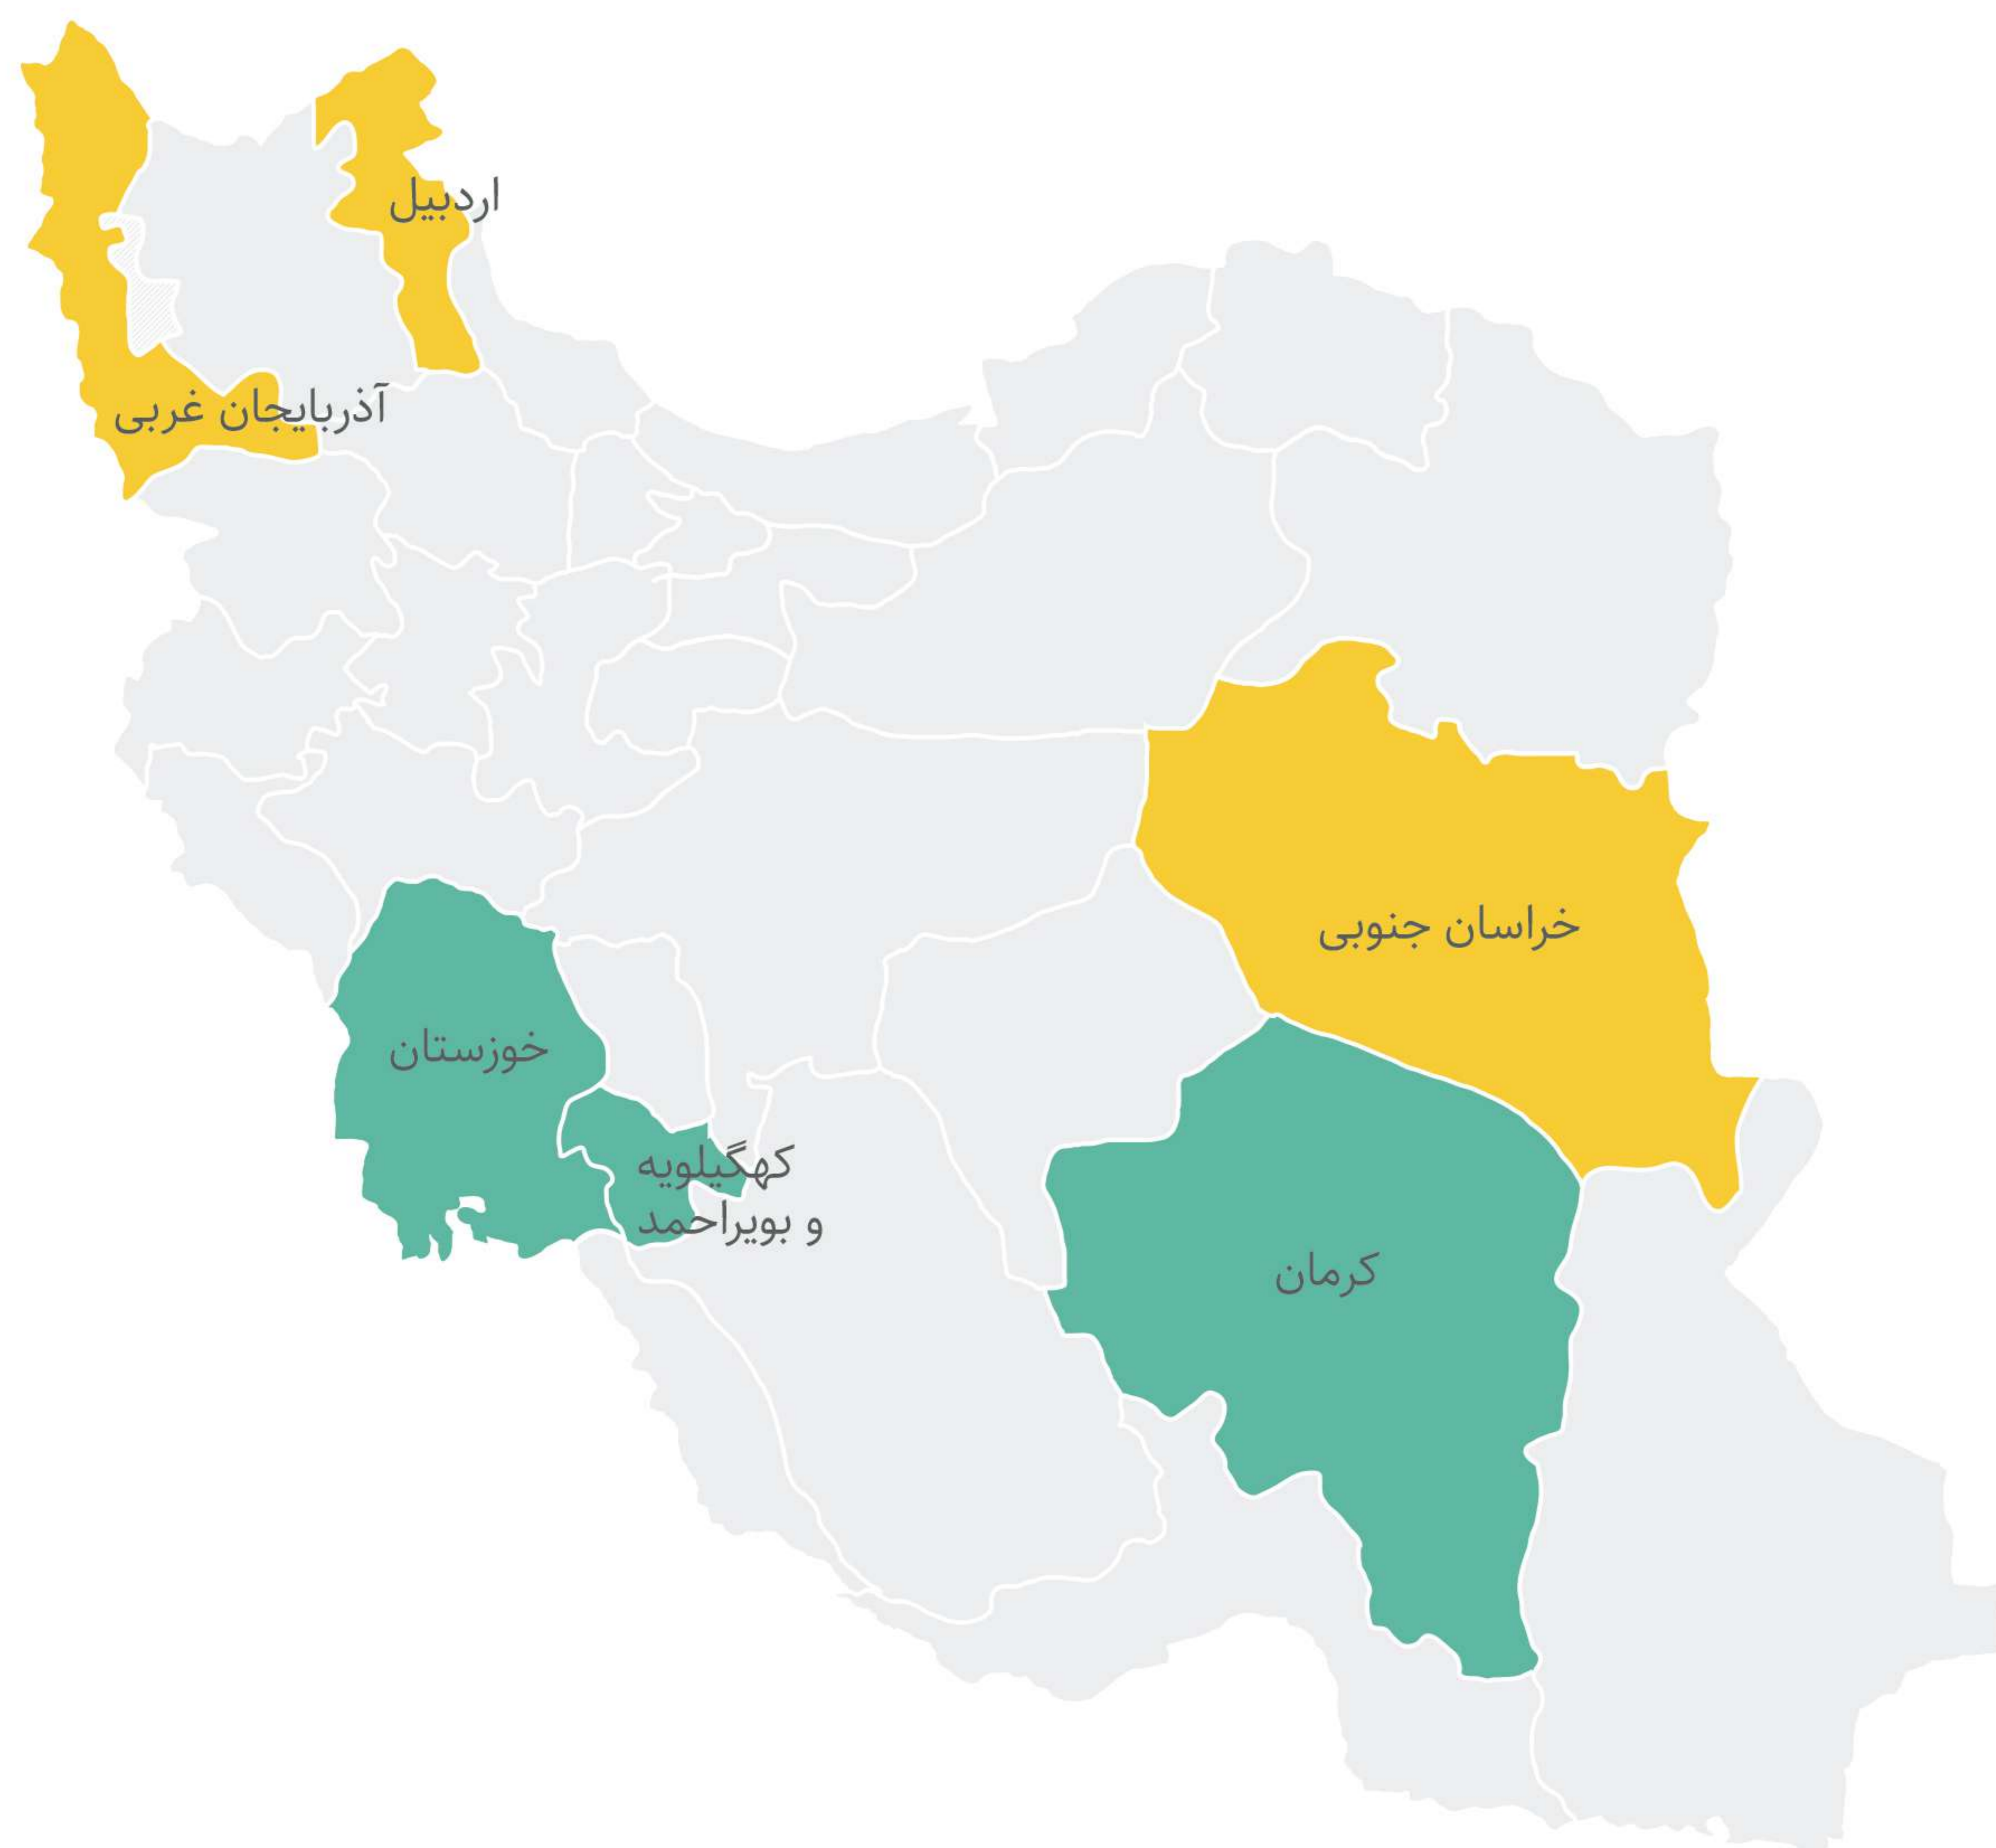 اردبیل
آذربایجان غربی
خراسان جنوبی
خوزستان
کهگیلویه
و بویراحمد
کرمان